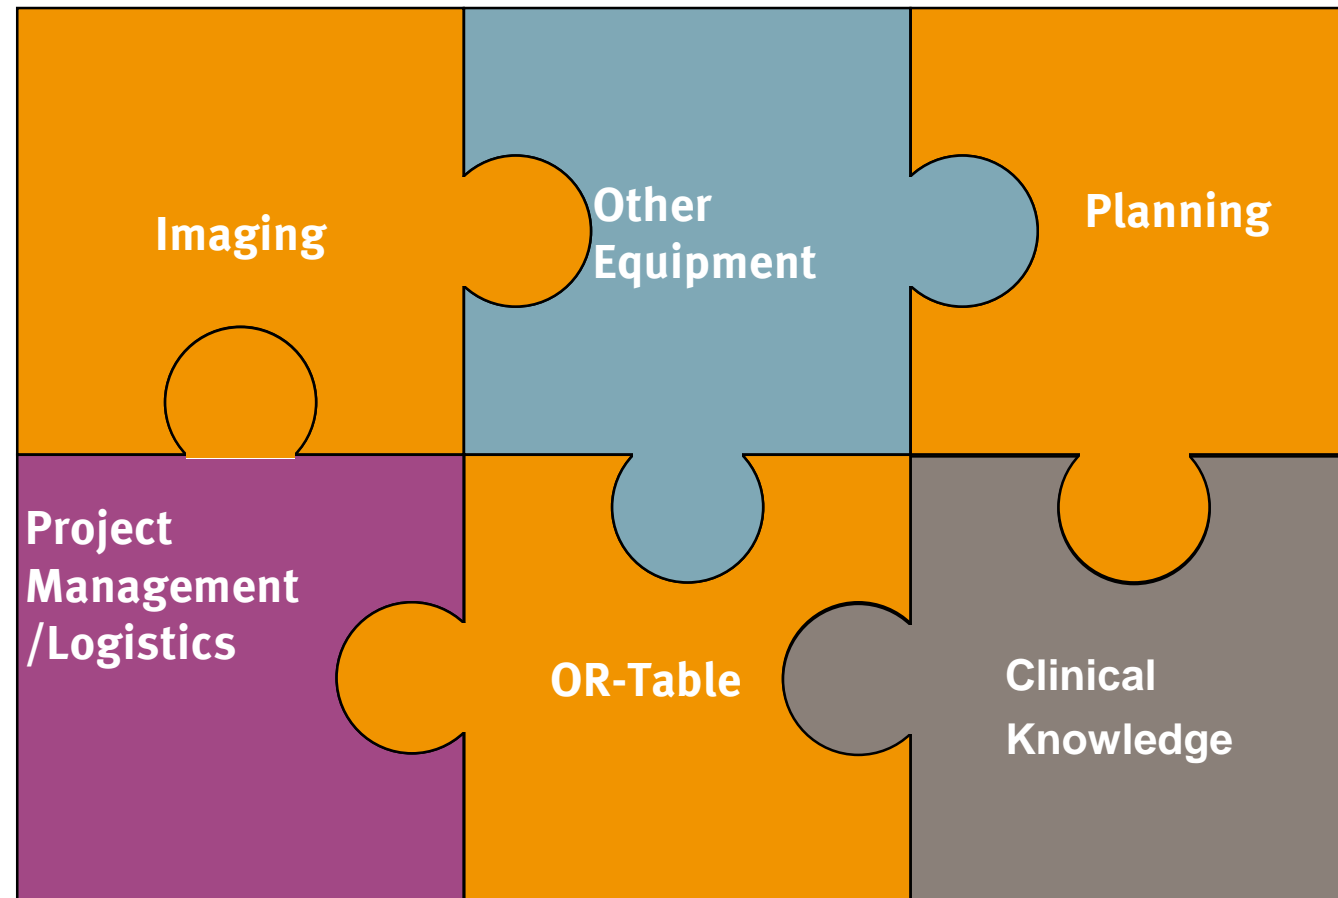 Imaging
Other
Equipment
Planning
Project
Management
/Logistics
OR-Table
Clinical
Knowledge